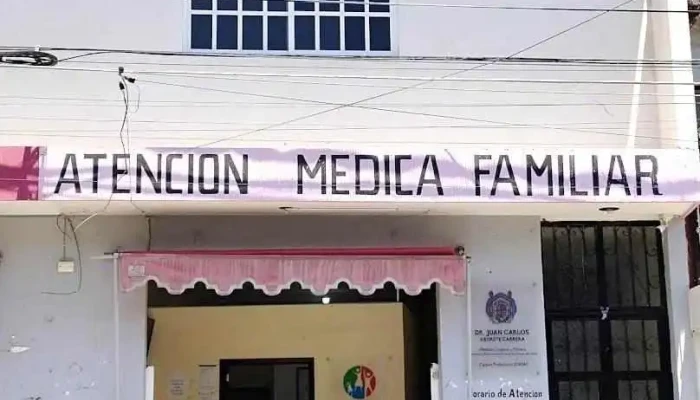 ATENCION MEDICA FAMILIAR
DR. JUAN CARLOS
orario de Atencion